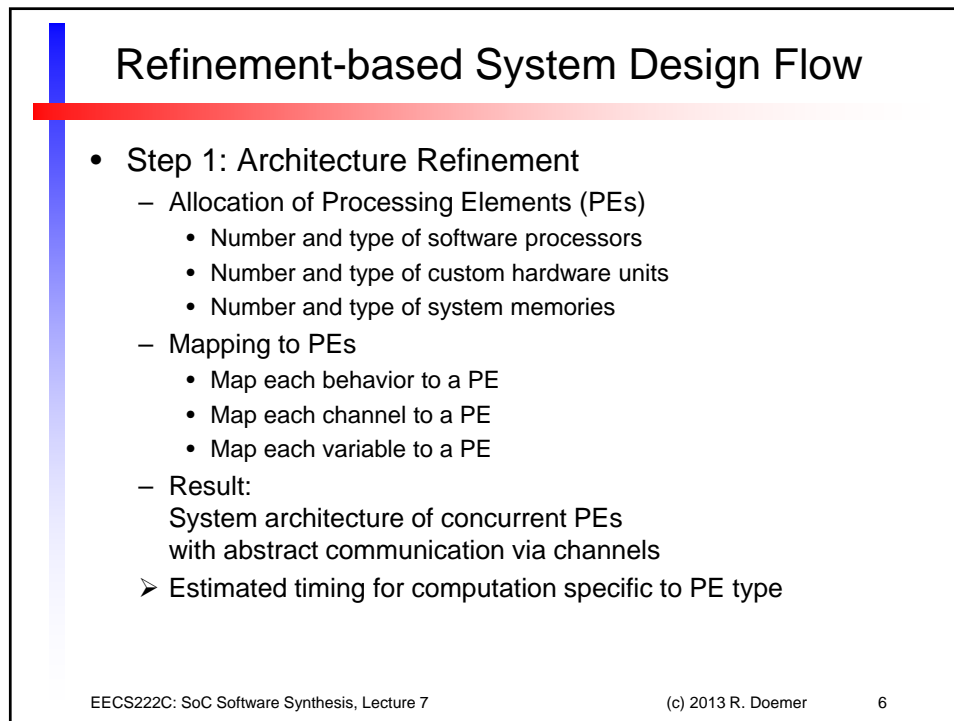 Refinement-based System Design Flow
• Step 1: Architecture Refinement
– Allocation of Processing Elements (PEs)
• Number and type of software processors
• Number and type of custom hardware units
• Number and type of system memories
– Mapping to PEs
• Map each behavior to a PE
• Map each channel to a PE
• Map each variable to a PE
– Result:
System architecture of concurrent PEs
with abstract communication via channels
➢ Estimated timing for computation specific to PE type
EECS222C: SoC Software Synthesis, Lecture 7 (c) 2013 R. Doemer 6